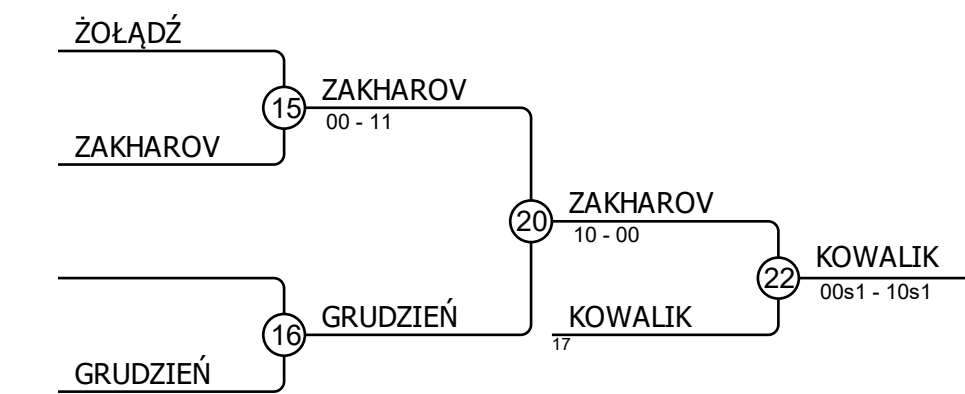 ŻOŁĄDŹ
15
ZAKHAROV
00 - 11
ZAKHAROV
20
ZAKHAROV
10 - 00
22
KOWALIK
00s1 - 10s1
16
GRUDZIEŃ
KOWALIK
17
GRUDZIEŃ